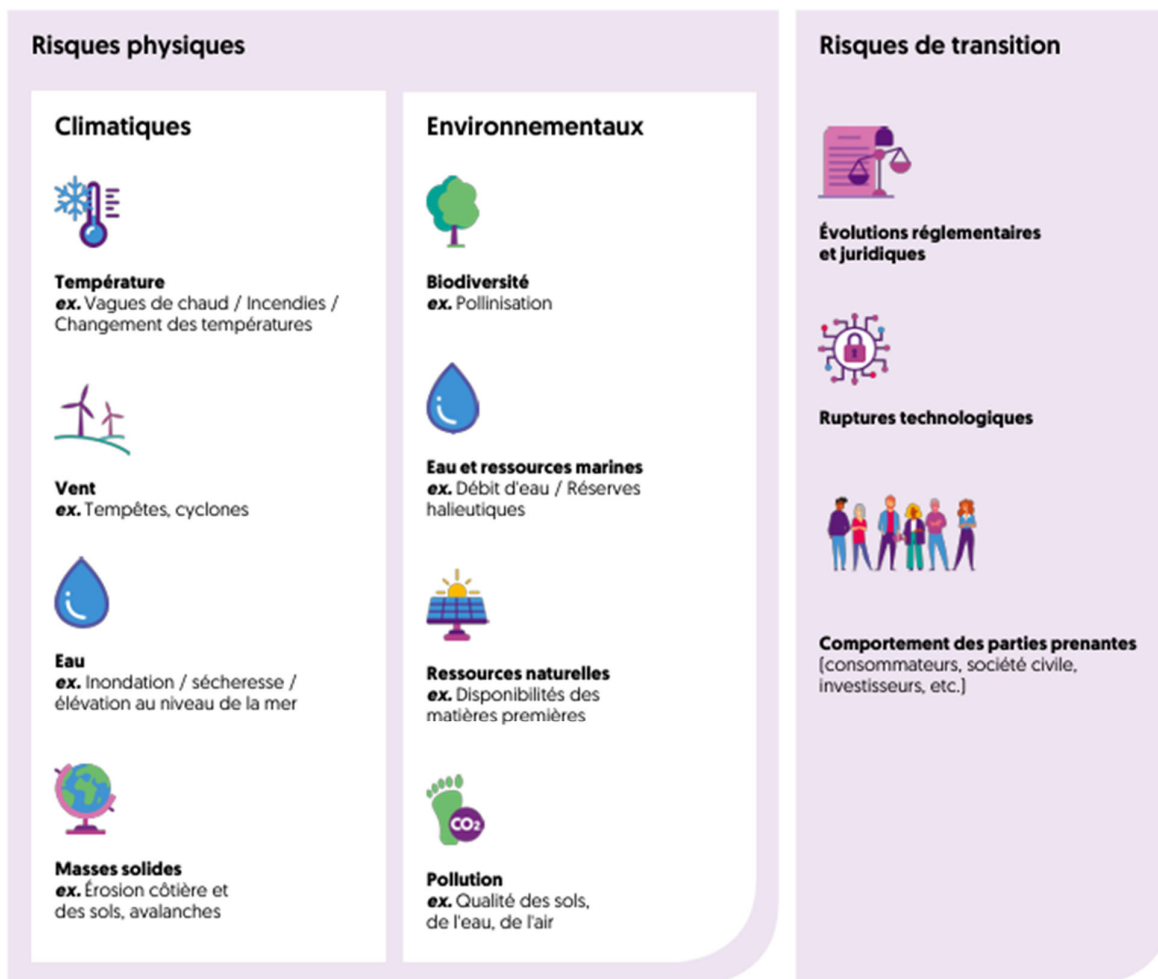 Risques physiques
Climatiques
Température
ex. Vagues de chaud / Incendies /
Changement des températures
Vent
ex. Tempêtes, cyclones
Eau
ex. Inondation / sécheresse /
élévation au niveau de la mer
Masses solides
ex. Érosion côtière et
des sols, avalanches
Environnementaux
Biodiversité
ex. Pollinisation
Eau et ressources marines
ex. Débit d'eau / Réserves
halieutiques
Ressources naturelles
ex. Disponibilités des
matières premières
CO2
Pollution
ex. Qualité des sols,
de l'eau, de l'air
Risques de transition
Évolutions réglementaires
et juridiques
Ruptures technologiques
Comportement des parties prenantes
(consommateurs, société civile,
investisseurs, etc.)